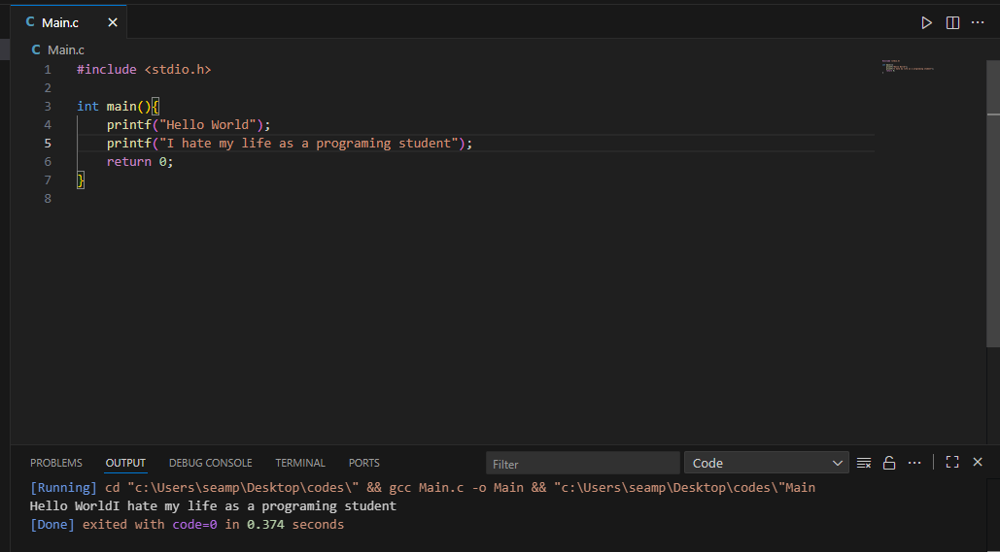 C Main.c
C Main.c
1 #include <stdio.h>
2
3 int main(){
4 printf("Hello World");
5 printf("I hate my life as a programing student");
6 return 0;
7 }
8
PROBLEMS OUTPUT DEBUG CONSOLE TERMINAL PORTS Filter Code
[Running] cd "c:\Users\seamp\Desktop\codes\" && gcc Main.c -o Main && "c:\Users\seamp\Desktop\codes\"Main
Hello WorldI hate my life as a programing student
[Done] exited with code=0 in 0.374 seconds